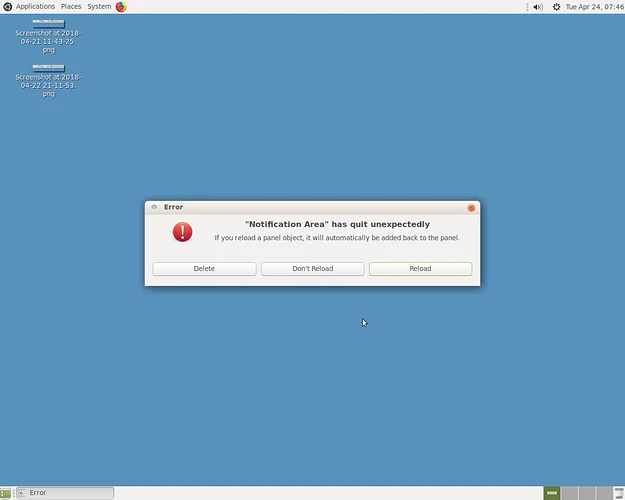 Applications Places System
Tue Apr 24, 07:46
Screenshot at 2018-
04-21 11-43-25.
png
Screenshot at 2018-
04-22 21-11-53.
png
Error
"Notification Area" has quit unexpectedly
If you reload a panel object, it will automatically be added back to the panel.
Delete
Don't Reload
Reload
Error